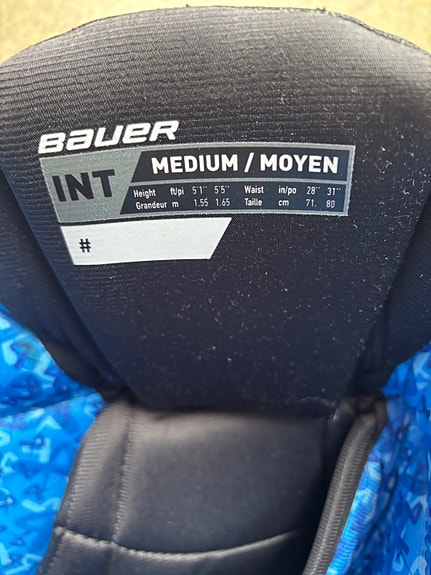 BAUER
INT
MEDIUM / MOYEN
Height ft/pi 5'1'' 5'5'' Waist in/po 28'' 31''
Grandeur m 1.55 1.65 Taille cm 71. 80
#